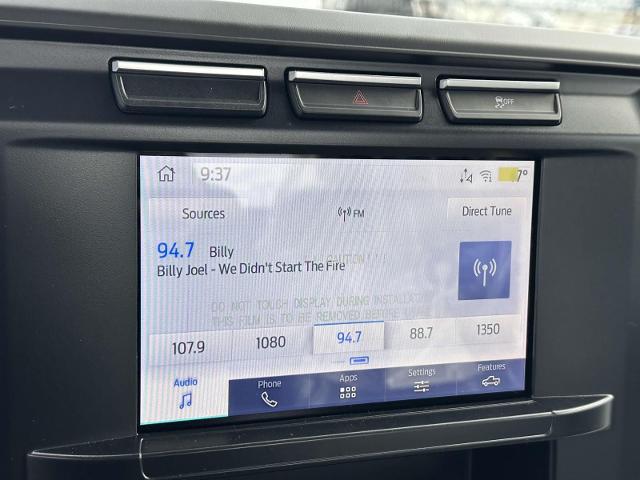 OFF
9:37
7°
Sources
FM
Direct Tune
94.7 Billy
Billy Joel - We Didn't Start The Fire
CAUTION!
DO NOT TOUCH DISPLAY DURING INSTALLATION
THIS FILM IS TO BE REMOVED BEFORE
107.9 1080 94.7 88.7 1350
Audio Phone Apps Settings Features